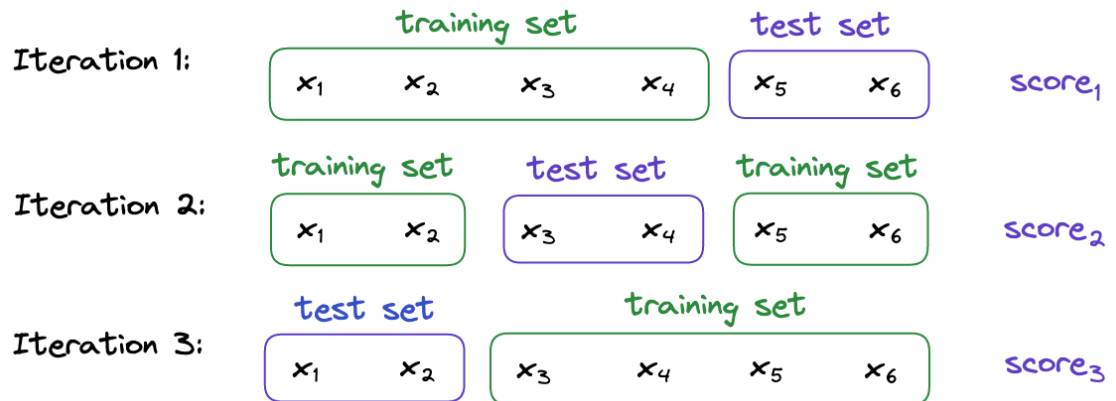 training set test set
Iteration 1: x₁ x₂ x₃ x₄ x₅ x₆ score₁
training set test set training set
Iteration 2: x₁ x₂ x₃ x₄ x₅ x₆ score₂
test set training set
Iteration 3: x₁ x₂ x₃ x₄ x₅ x₆ score₃